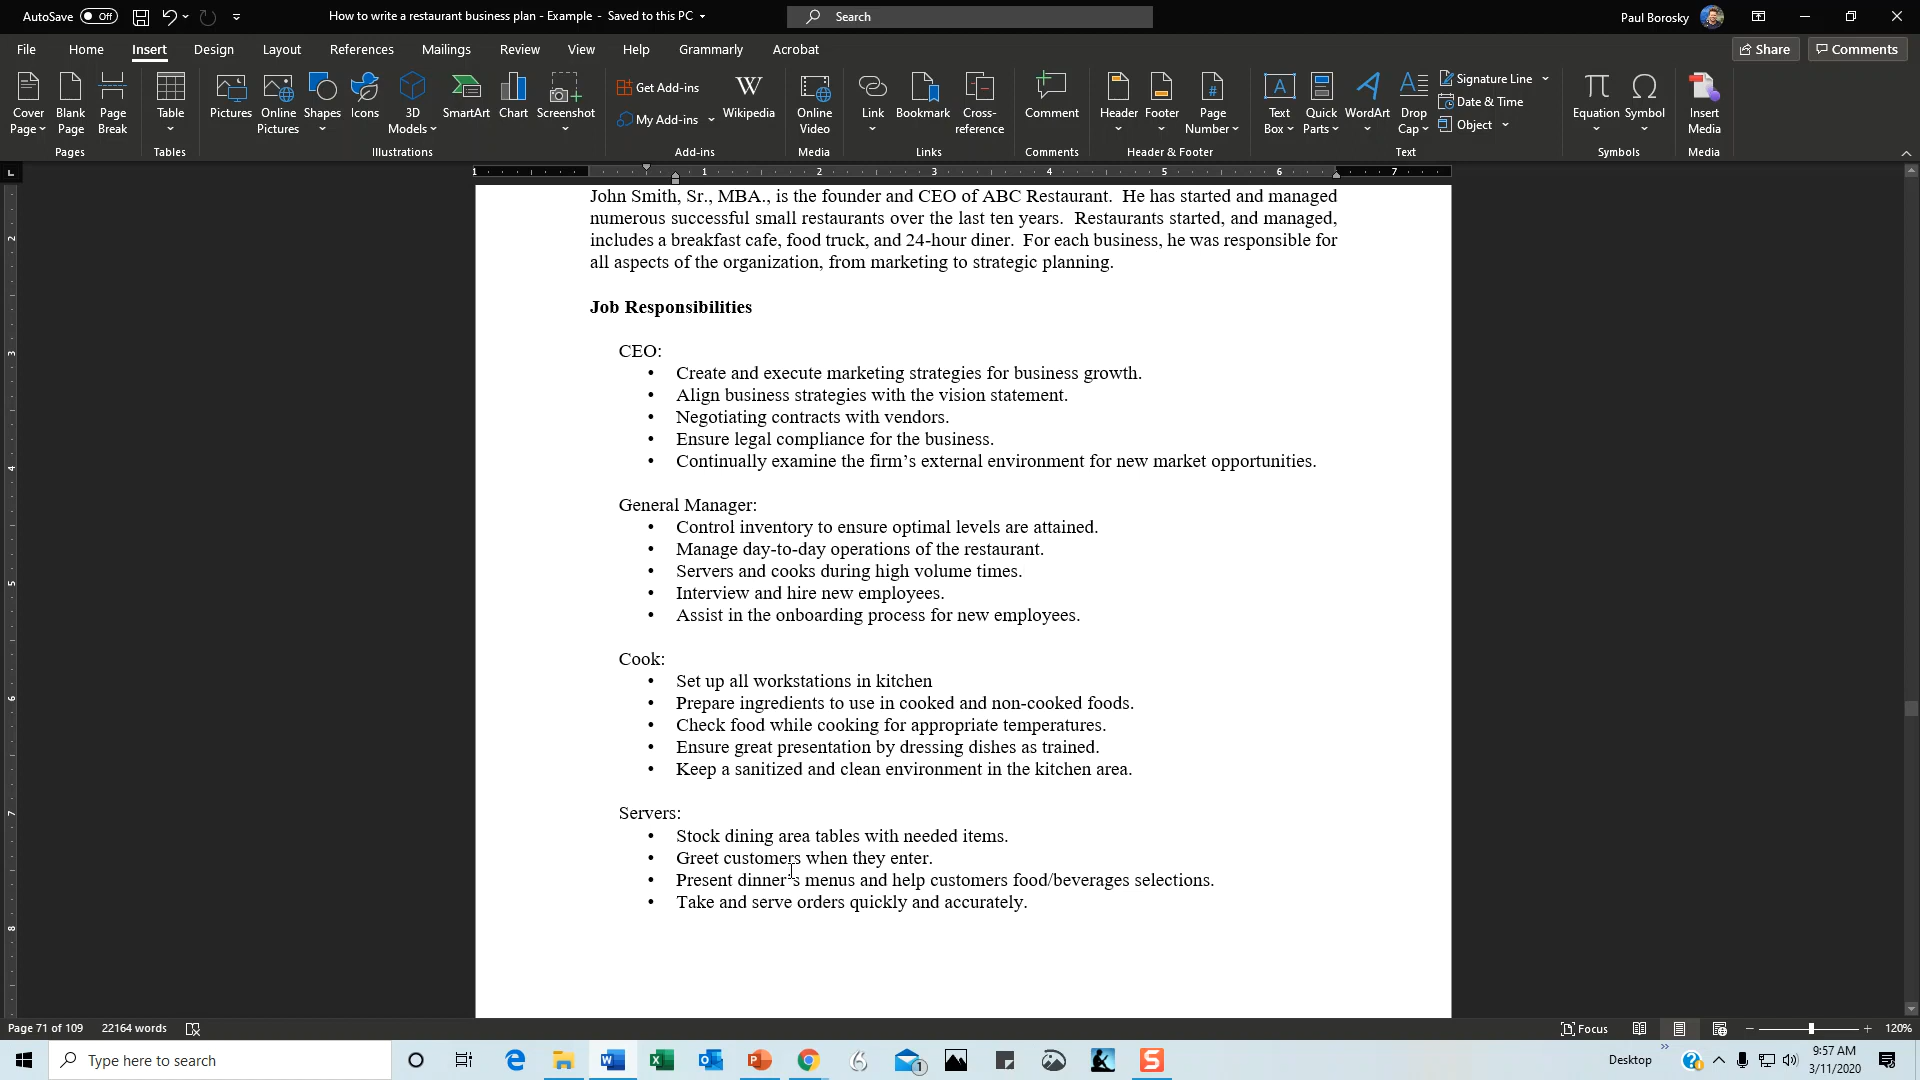 AutoSave Off How to write a restaurant business plan - Example - Saved to this PC Search Paul Borosky
File Home Insert Design Layout References Mailings Review View Help Grammarly Acrobat Share Comments
Cover Page
Blank Page
Page Break
Pages
Table
Tables
Pictures
Online Pictures
Shapes
Icons
3D Models
SmartArt
Chart
Screenshot
Illustrations
Get Add-ins
My Add-ins
Wikipedia
Add-ins
Online Video
Media
Link
Bookmark
Cross-reference
Links
Comment
Comments
Header
Footer
Page Number
Header & Footer
Text Box
Quick Parts
WordArt
Drop Cap
Signature Line
Date & Time
Object
Text
Equation
Symbol
Symbols
Insert Media
Media
1 1 2 3 4 5 6 7
2
3
4
5
6
7
8
John Smith, Sr., MBA., is the founder and CEO of ABC Restaurant. He has started and managed
numerous successful small restaurants over the last ten years. Restaurants started, and managed,
includes a breakfast cafe, food truck, and 24-hour diner. For each business, he was responsible for
all aspects of the organization, from marketing to strategic planning.
Job Responsibilities
CEO:
• Create and execute marketing strategies for business growth.
• Align business strategies with the vision statement.
• Negotiating contracts with vendors.
• Ensure legal compliance for the business.
• Continually examine the firm’s external environment for new market opportunities.
General Manager:
• Control inventory to ensure optimal levels are attained.
• Manage day-to-day operations of the restaurant.
• Servers and cooks during high volume times.
• Interview and hire new employees.
• Assist in the onboarding process for new employees.
Cook:
• Set up all workstations in kitchen
• Prepare ingredients to use in cooked and non-cooked foods.
• Check food while cooking for appropriate temperatures.
• Ensure great presentation by dressing dishes as trained.
• Keep a sanitized and clean environment in the kitchen area.
Servers:
• Stock dining area tables with needed items.
• Greet customers when they enter.
• Present dinner’s menus and help customers food/beverages selections.
• Take and serve orders quickly and accurately.
Page 71 of 109 22164 words Focus 120%
Type here to search Desktop 9:57 AM
3/11/2020